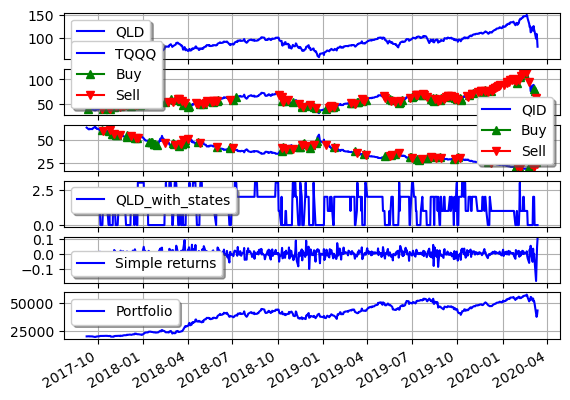 150
100
QLD
TQQQ
Buy
Sell
100
50
QID
Buy
Sell
50
25
2.5
0.0
QLD_with_states
0.1
0.0
−0.1
Simple returns
50000
25000
Portfolio
2017-10
2018-01
2018-04
2018-07
2018-10
2019-01
2019-04
2019-07
2019-10
2020-01
2020-04